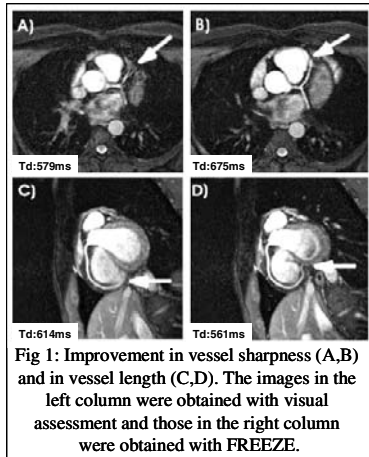 A)
B)
Td:579ms
Td:675ms
C)
D)
Td:614ms
Td:561ms
Fig 1: Improvement in vessel sharpness (A,B)
and in vessel length (C,D). The images in the
left column were obtained with visual
assessment and those in the right column
were obtained with FREEZE.